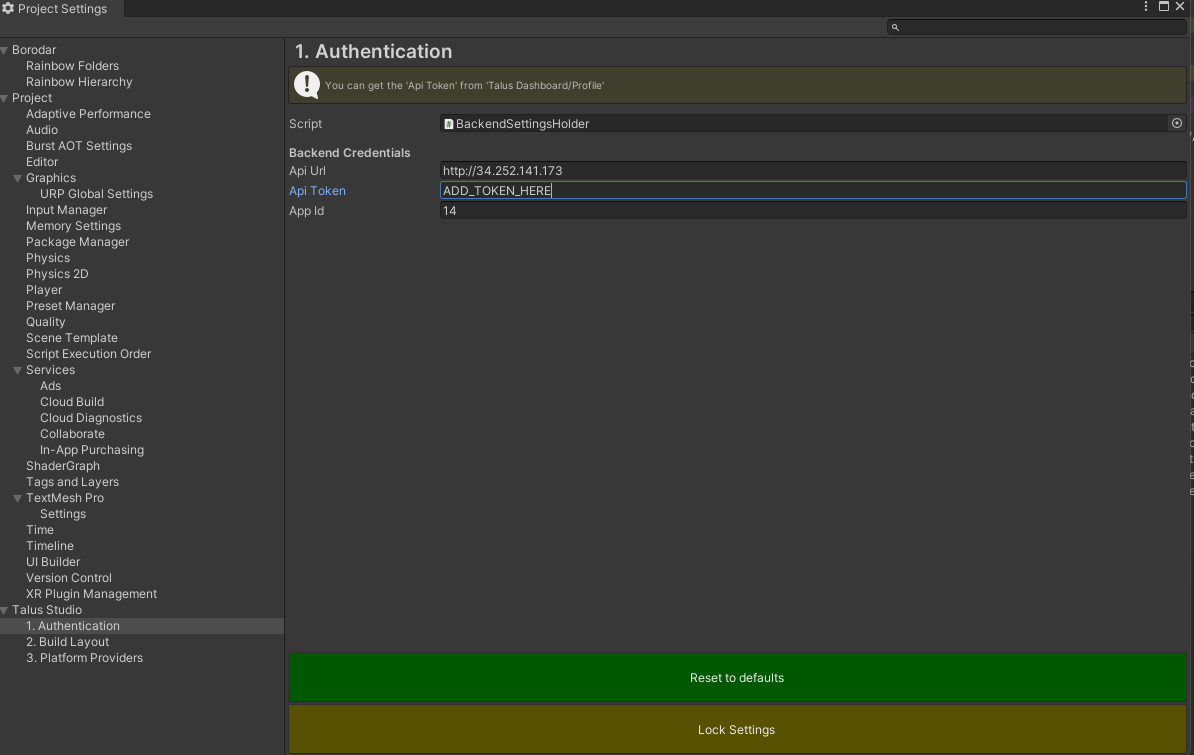 Project Settings
Borodar
Rainbow Folders
Rainbow Hierarchy
Project
Adaptive Performance
Audio
Burst AOT Settings
Editor
Graphics
URP Global Settings
Input Manager
Memory Settings
Package Manager
Physics
Physics 2D
Player
Preset Manager
Quality
Scene Template
Script Execution Order
Services
Ads
Cloud Build
Cloud Diagnostics
Collaborate
In-App Purchasing
ShaderGraph
Tags and Layers
TextMesh Pro
Settings
Time
Timeline
UI Builder
Version Control
XR Plugin Management
Talus Studio
1. Authentication
2. Build Layout
3. Platform Providers
1. Authentication
You can get the 'Api Token' from 'Talus Dashboard/Profile'
Script BackendSettingsHolder
Backend Credentials
Api Url http://34.252.141.173
Api Token ADD_TOKEN_HERE
App Id 14
Reset to defaults
Lock Settings